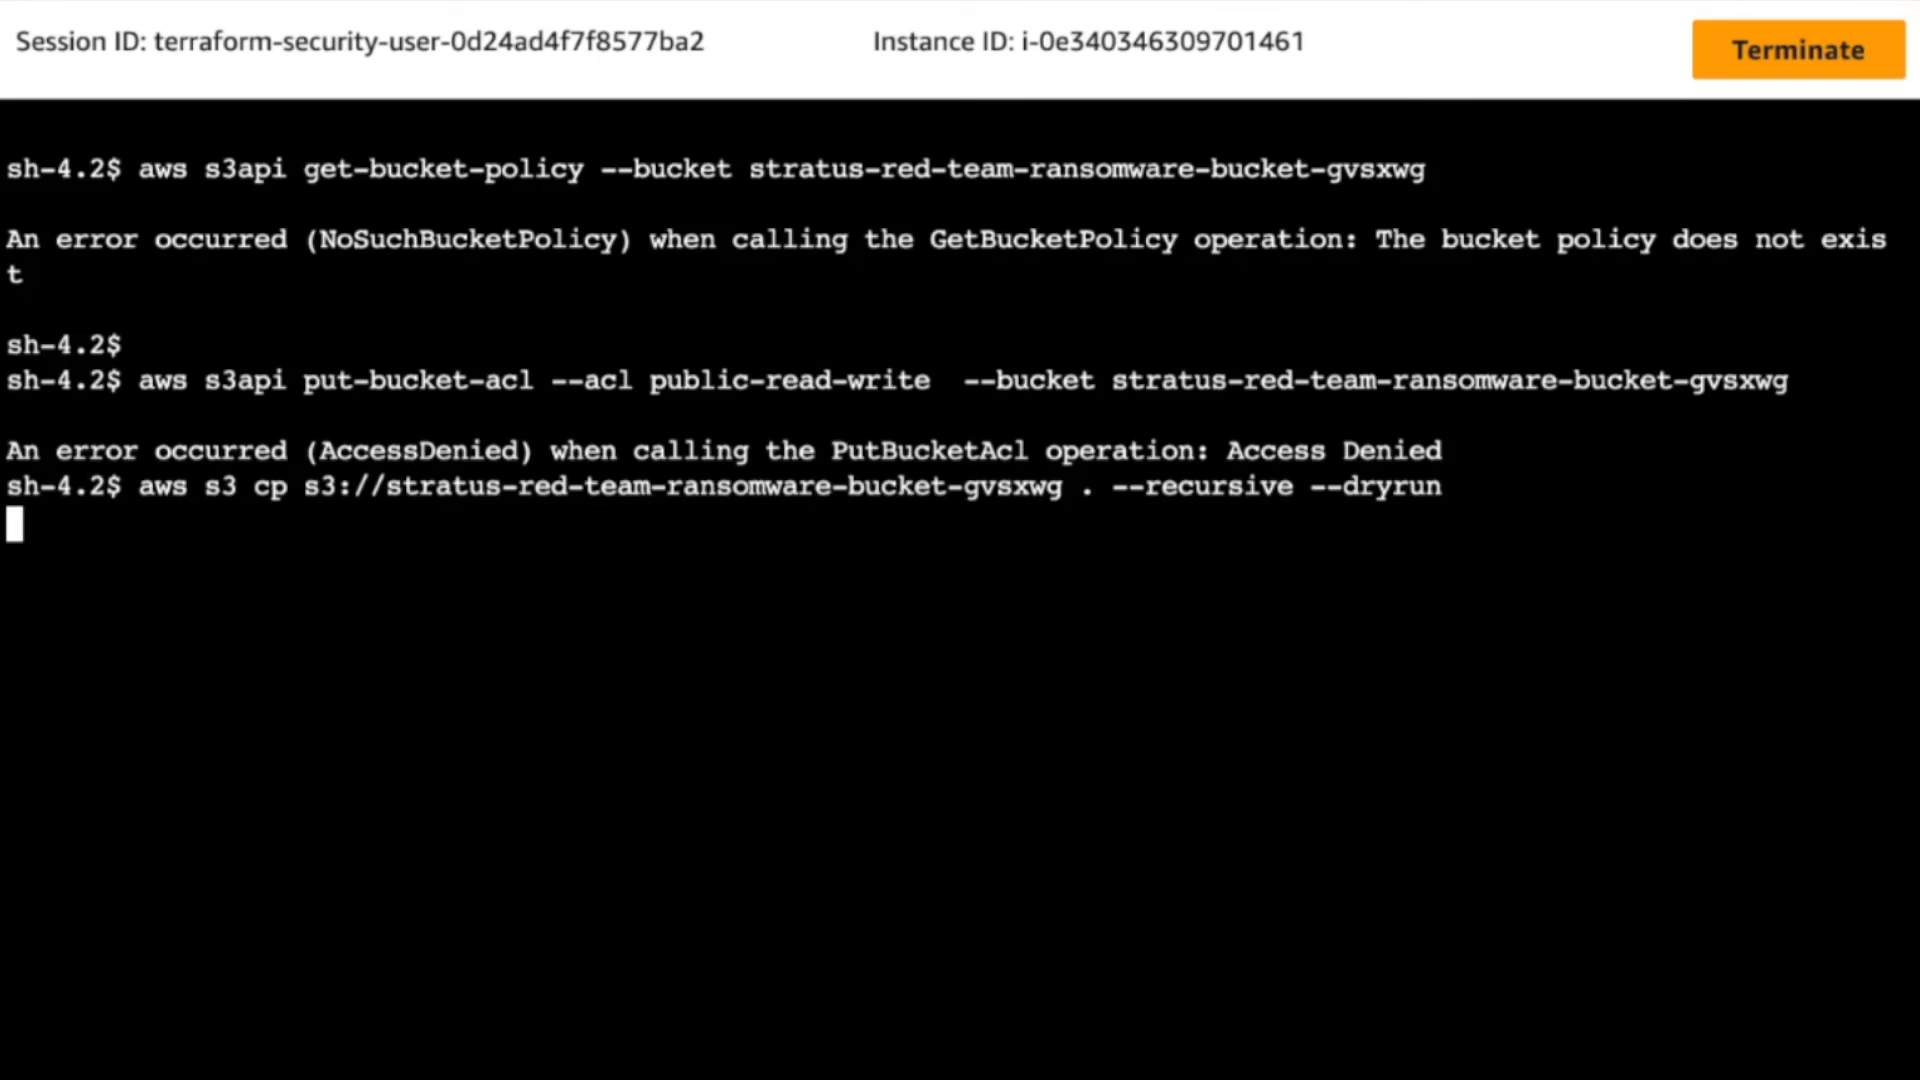 Session ID: terraform-security-user-0d24ad4f7f8577ba2
Instance ID: i-0e340346309701461
Terminate
sh-4.2$ aws s3api get-bucket-policy --bucket stratus-red-team-ransomware-bucket-gvsxwg
An error occurred (NoSuchBucketPolicy) when calling the GetBucketPolicy operation: The bucket policy does not exis
t
sh-4.2$
sh-4.2$ aws s3api put-bucket-acl --acl public-read-write  --bucket stratus-red-team-ransomware-bucket-gvsxwg
An error occurred (AccessDenied) when calling the PutBucketAcl operation: Access Denied
sh-4.2$ aws s3 cp s3://stratus-red-team-ransomware-bucket-gvsxwg . --recursive --dryrun